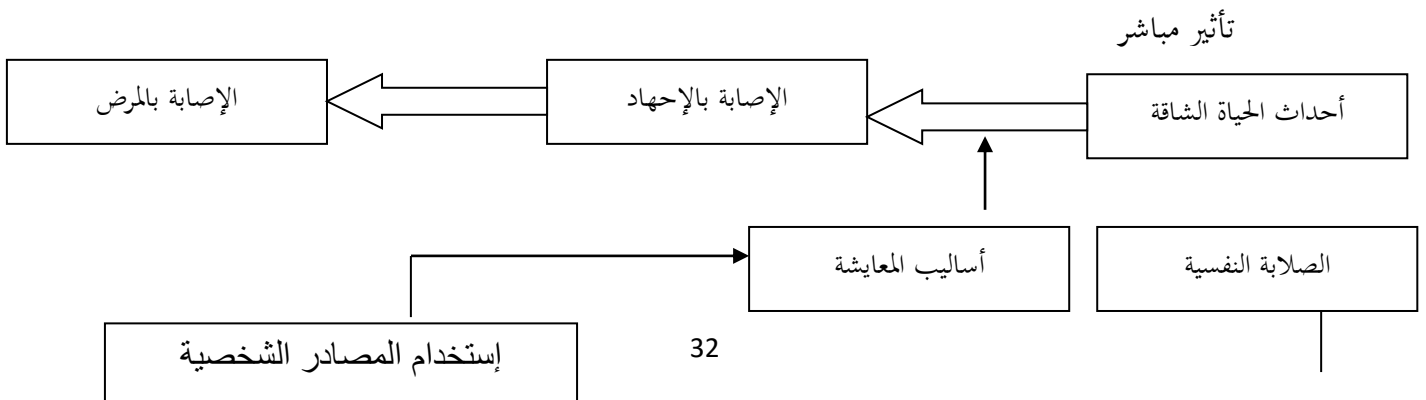 تأثير مباشر
أحداث الحياة الشاقة
الإصابة بالإحهاد
الإصابة بالمرض
الصلابة النفسية
أساليب المعايشة
إستخدام المصادر الشخصية
32